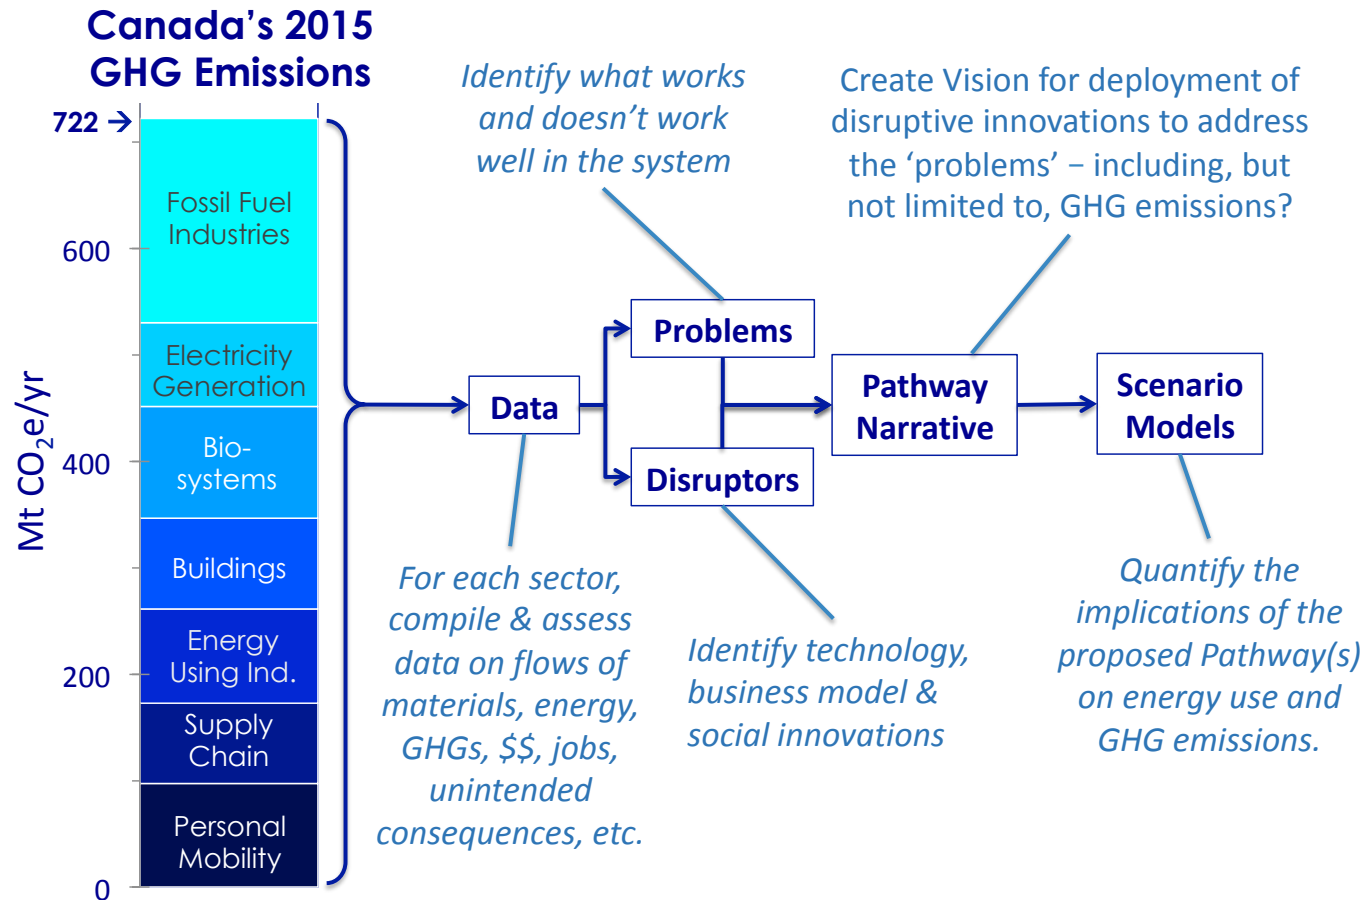 Canada’s 2015
GHG Emissions
722 →
600
400
200
0
Mt CO₂e/yr
Fossil Fuel
Industries
Electricity
Generation
Bio-
systems
Buildings
Energy
Using Ind.
Supply
Chain
Personal
Mobility
Identify what works
and doesn’t work
well in the system
Create Vision for deployment of
disruptive innovations to address
the ‘problems’ – including, but
not limited to, GHG emissions?
Data
Problems
Disruptors
Pathway
Narrative
Scenario
Models
For each sector,
compile & assess
data on flows of
materials, energy,
GHGs, $$, jobs,
unintended
consequences, etc.
Identify technology,
business model &
social innovations
Quantify the
implications of the
proposed Pathway(s)
on energy use and
GHG emissions.